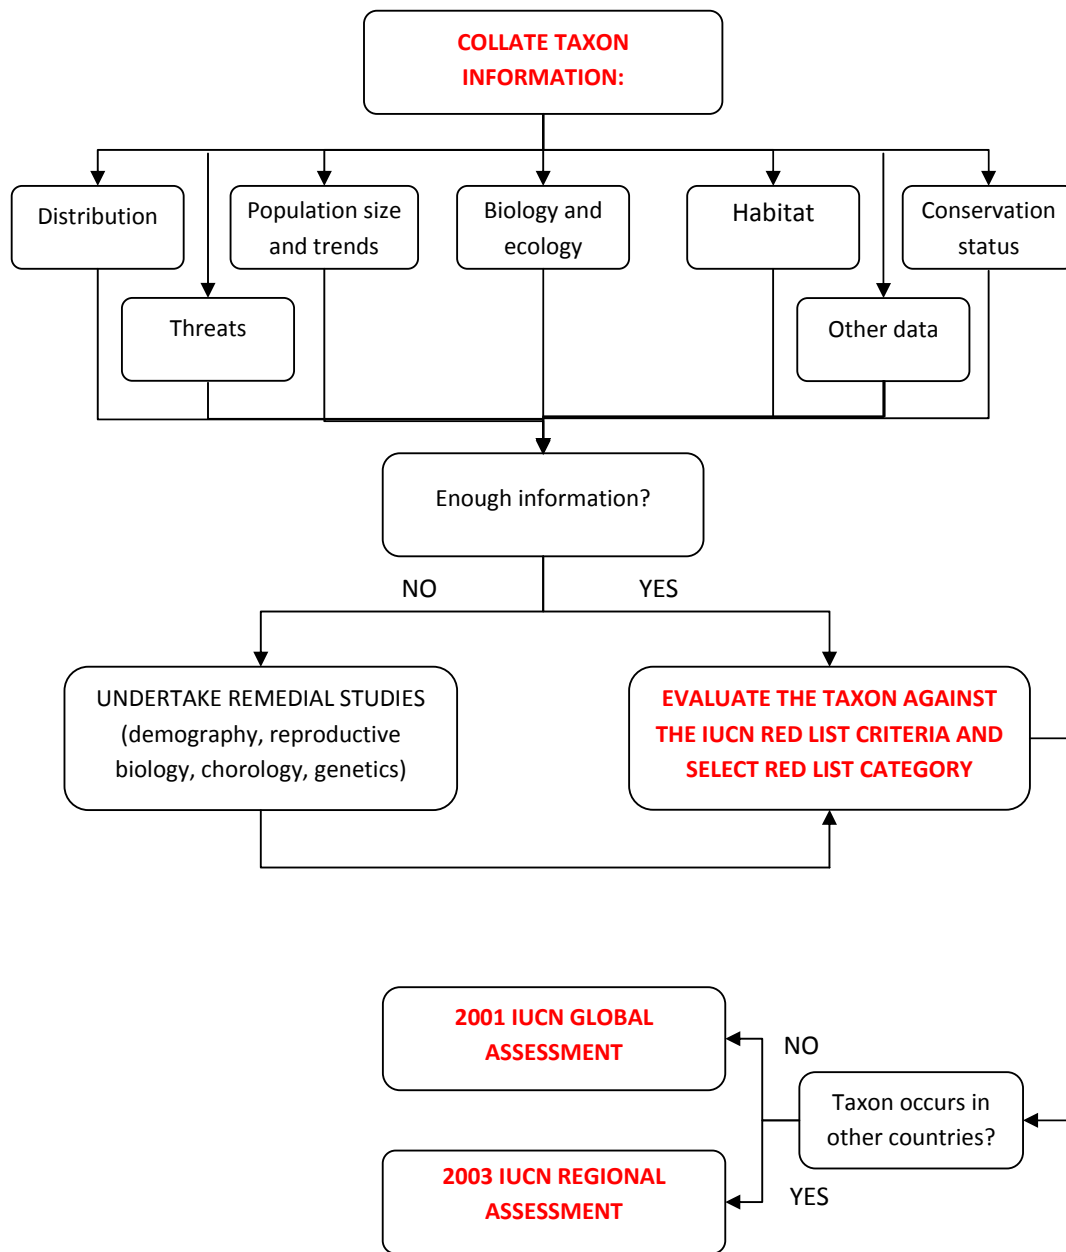 COLLATE TAXON
INFORMATION:
Distribution
Population size
and trends
Biology and
ecology
Habitat
Conservation
status
Threats
Other data
Enough information?
NO
YES
UNDERTAKE REMEDIAL STUDIES
(demography, reproductive
biology, chorology, genetics)
EVALUATE THE TAXON AGAINST
THE IUCN RED LIST CRITERIA AND
SELECT RED LIST CATEGORY
2001 IUCN GLOBAL
ASSESSMENT
NO
Taxon occurs in
other countries?
2003 IUCN REGIONAL
ASSESSMENT
YES